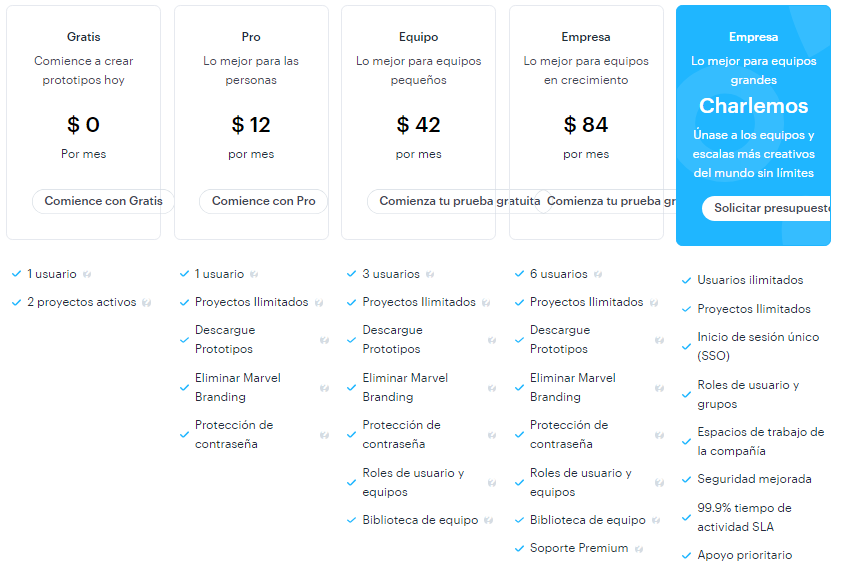 Gratis
Comience a crear
prototipos hoy
$ 0
Por mes
Comience con Gratis
1 usuario
2 proyectos activos
Pro
Lo mejor para las
personas
$ 12
por mes
Comience con Pro
1 usuario
Proyectos Ilimitados
Descargue
Prototipos
Eliminar Marvel
Branding
Protección de
contraseña
Equipo
Lo mejor para equipos
pequeños
$ 42
por mes
Comienza tu prueba gratuita
3 usuarios
Proyectos Ilimitados
Descargue
Prototipos
Eliminar Marvel
Branding
Protección de
contraseña
Roles de usuario y
equipos
Biblioteca de equipo
Empresa
Lo mejor para equipos
en crecimiento
$ 84
por mes
Comienza tu prueba gr
6 usuarios
Proyectos Ilimitados
Descargue
Prototipos
Eliminar Marvel
Branding
Protección de
contraseña
Roles de usuario y
equipos
Biblioteca de equipo
Soporte Premium
Empresa
Lo mejor para equipos
grandes
Charlemos
Únase a los equipos y
escalas más creativos
del mundo sin límites
Solicitar presupuesto
Usuarios ilimitados
Proyectos Ilimitados
Inicio de sesión único
(SSO)
Roles de usuario y
grupos
Espacios de trabajo de
la compañía
Seguridad mejorada
99.9% tiempo de
actividad SLA
Apoyo prioritario